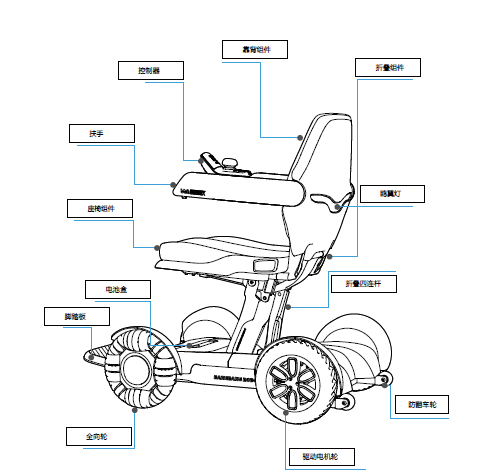 靠背组件
控制器
折叠组件
扶手
鸥翼灯
座椅组件
折叠四连杆
电池盒
脚踏板
防翻车轮
全向轮
驱动电机轮